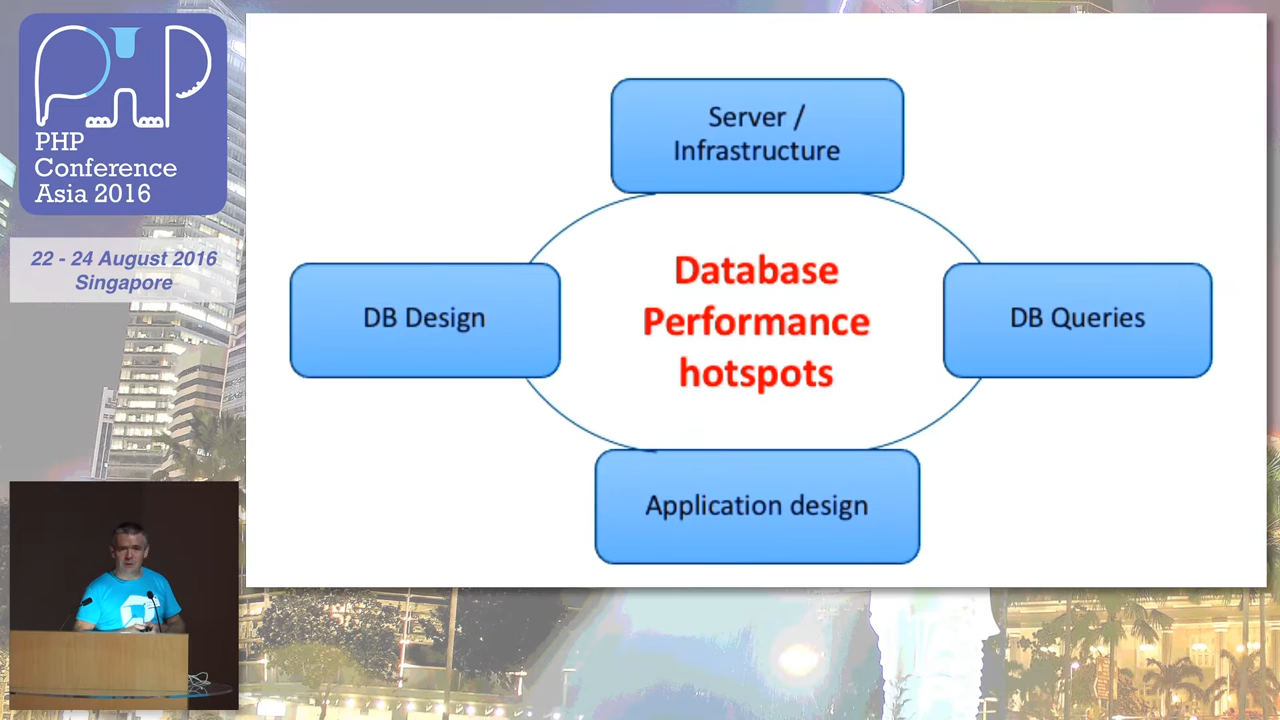 PHP
PHP
Conference
Asia 2016
22 - 24 August 2016
Singapore
Server /
Infrastructure
Database
Performance
hotspots
DB Design
DB Queries
Application design